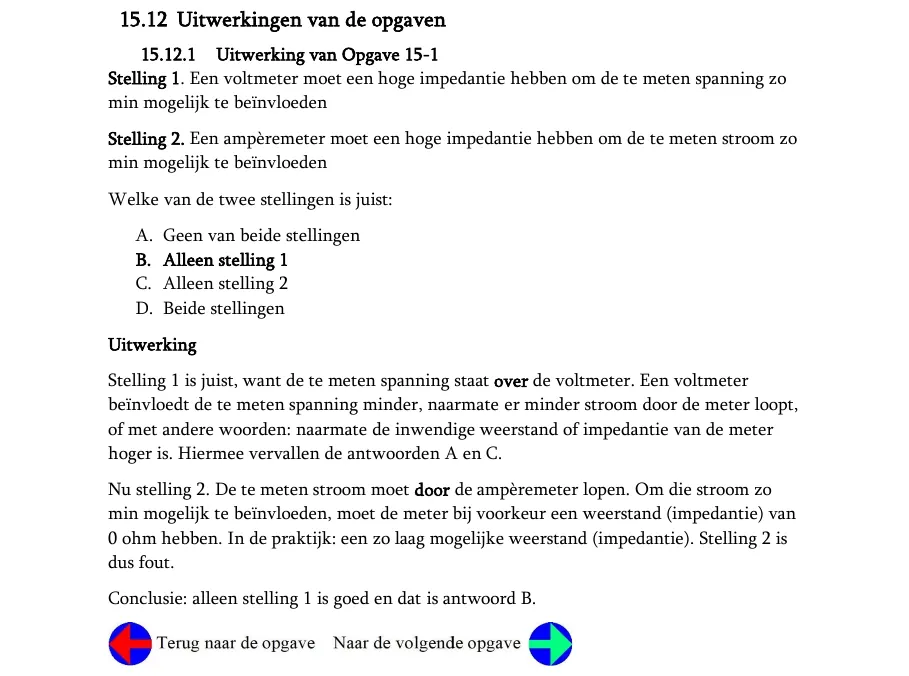 15.12 Uitwerkingen van de opgaven
15.12.1 Uitwerking van Opgave 15-1
Stelling 1. Een voltmeter moet een hoge impedantie hebben om de te meten spanning zo
min mogelijk te beïnvloeden
Stelling 2. Een ampèremeter moet een hoge impedantie hebben om de te meten stroom zo
min mogelijk te beïnvloeden
Welke van de twee stellingen is juist:
A. Geen van beide stellingen
B. Alleen stelling 1
C. Alleen stelling 2
D. Beide stellingen
Uitwerking
Stelling 1 is juist, want de te meten spanning staat over de voltmeter. Een voltmeter
beïnvloedt de te meten spanning minder, naarmate er minder stroom door de meter loopt,
of met andere woorden: naarmate de inwendige weerstand of impedantie van de meter
hoger is. Hiermee vervallen de antwoorden A en C.
Nu stelling 2. De te meten stroom moet door de ampèremeter lopen. Om die stroom zo
min mogelijk te beïnvloeden, moet de meter bij voorkeur een weerstand (impedantie) van
0 ohm hebben. In de praktijk: een zo laag mogelijke weerstand (impedantie). Stelling 2 is
dus fout.
Conclusie: alleen stelling 1 is goed en dat is antwoord B.
Terug naar de opgave Naar de volgende opgave